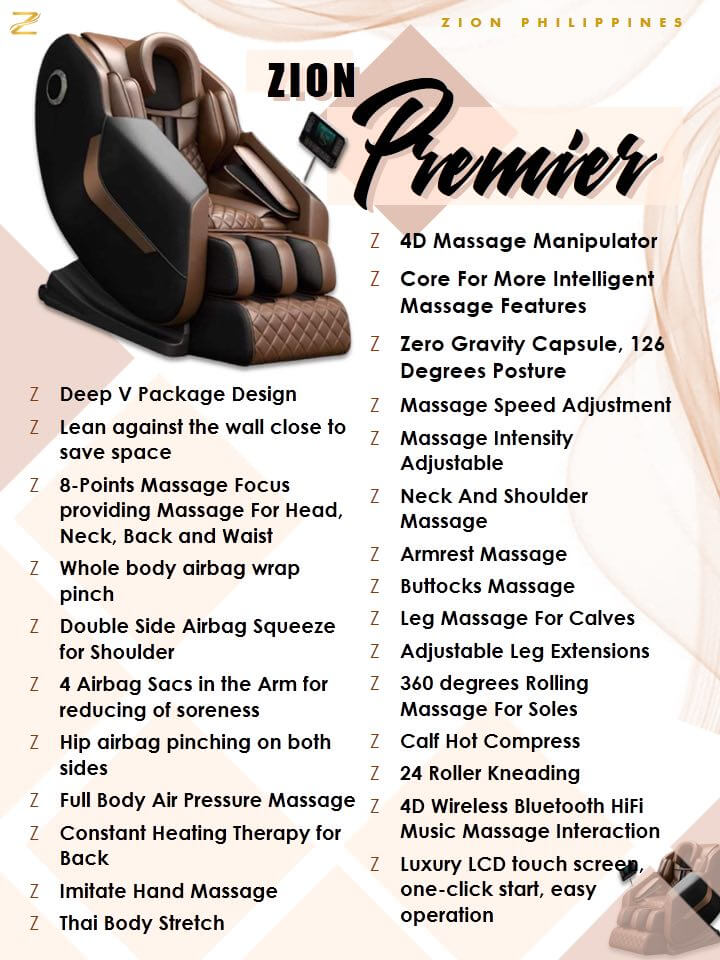 ZION PHILIPPINES
ZION
Premier
Z 4D Massage Manipulator
Z Core For More Intelligent
Massage Features
Z Zero Gravity Capsule, 126
Degrees Posture
Z Massage Speed Adjustment
Z Massage Intensity
Adjustable
Z Neck And Shoulder
Massage
Z Armrest Massage
Z Buttocks Massage
Z Leg Massage For Calves
Z Adjustable Leg Extensions
Z 360 degrees Rolling
Massage For Soles
Z Calf Hot Compress
Z 24 Roller Kneading
Z 4D Wireless Bluetooth HiFi
Music Massage Interaction
Z Luxury LCD touch screen,
one-click start, easy
operation
Z Deep V Package Design
Z Lean against the wall close to
save space
Z 8-Points Massage Focus
providing Massage For Head,
Neck, Back and Waist
Z Whole body airbag wrap
pinch
Z Double Side Airbag Squeeze
for Shoulder
Z 4 Airbag Sacs in the Arm for
reducing of soreness
Z Hip airbag pinching on both
sides
Z Full Body Air Pressure Massage
Z Constant Heating Therapy for
Back
Z Imitate Hand Massage
Z Thai Body Stretch